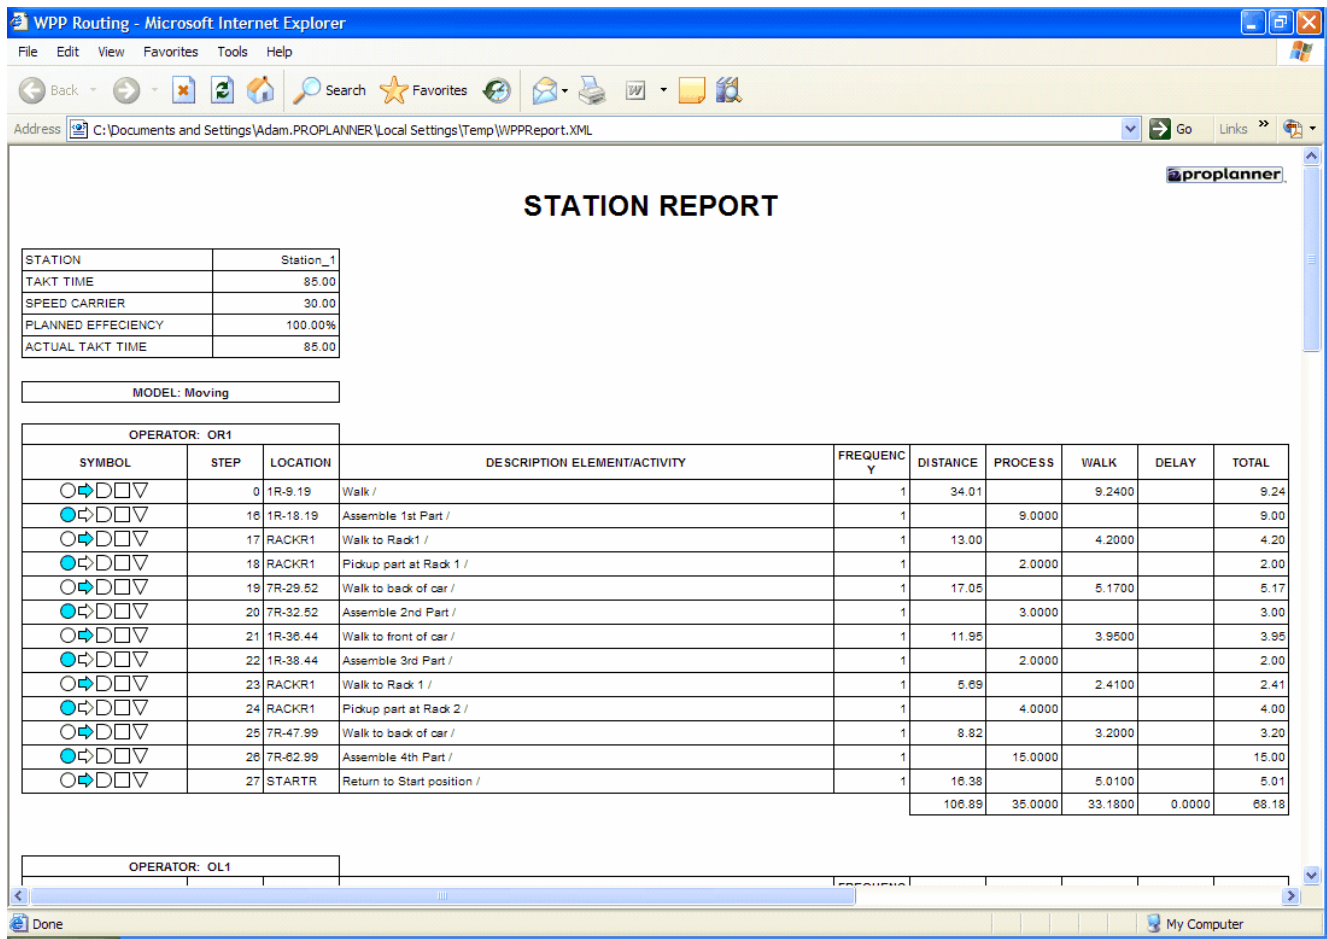 WPP Routing - Microsoft Internet Explorer
File Edit View Favorites Tools Help
Back Search Favorites
Address C:\Documents and Settings\Adam.PROPLANNER\Local Settings\Temp\WPPReport.XML Go Links »
proplanner
STATION REPORT
STATION Station_1
TAKT TIME 85.00
SPEED CARRIER 30.00
PLANNED EFFECIENCY 100.00%
ACTUAL TAKT TIME 85.00
MODEL: Moving
OPERATOR: OR1
SYMBOL STEP LOCATION DESCRIPTION ELEMENT/ACTIVITY FREQUENC
Y DISTANCE PROCESS WALK DELAY TOTAL
0 1R-9.19 Walk / 1 34.01 9.2400 9.24
16 1R-18.19 Assemble 1st Part / 1 9.0000 9.00
17 RACKR1 Walk to Rack1 / 1 13.00 4.2000 4.20
18 RACKR1 Pickup part at Rack 1 / 1 2.0000 2.00
19 7R-29.52 Walk to back of car / 1 17.05 5.1700 5.17
20 7R-32.52 Assemble 2nd Part / 1 3.0000 3.00
21 1R-36.44 Walk to front of car / 1 11.95 3.9500 3.95
22 1R-38.44 Assemble 3rd Part / 1 2.0000 2.00
23 RACKR1 Walk to Rack 1 / 1 5.69 2.4100 2.41
24 RACKR1 Pickup part at Rack 2 / 1 4.0000 4.00
25 7R-47.99 Walk to back of car / 1 8.82 3.2000 3.20
26 7R-62.99 Assemble 4th Part / 1 15.0000 15.00
27 STARTR Return to Start position / 1 16.38 5.0100 5.01
106.89 35.0000 33.1800 0.0000 68.18
OPERATOR: OL1
FREQUENC
Done My Computer